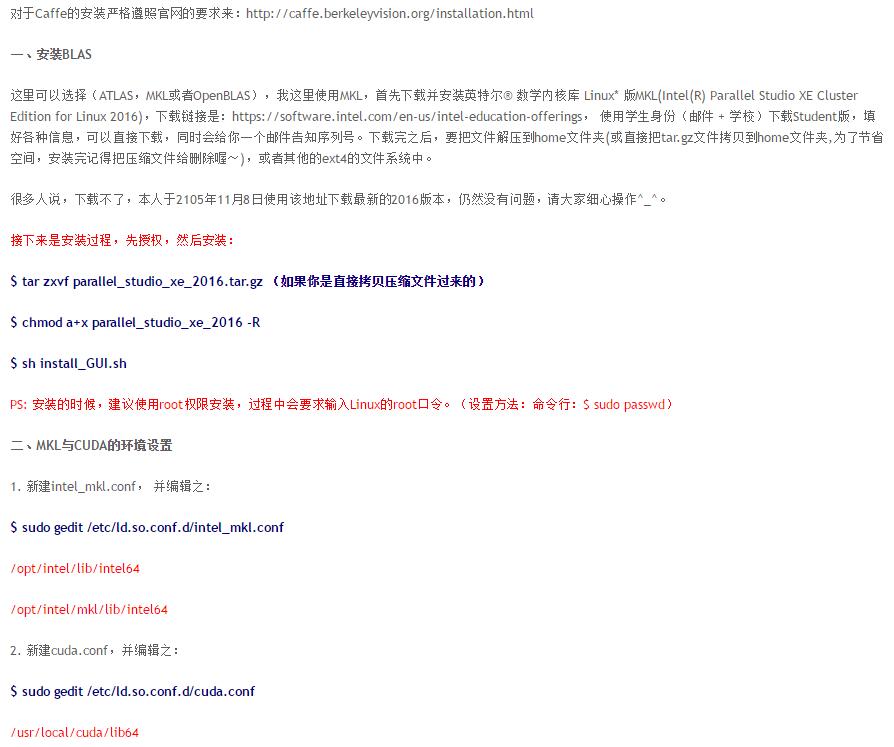 对于Caffe的安装严格遵照官网的要求来：http://caffe.berkeleyvision.org/installation.html
一、安装BLAS
这里可以选择（ATLAS，MKL或者OpenBLAS），我这里使用MKL，首先下载并安装英特尔® 数学内核库 Linux* 版MKL(Intel(R) Parallel Studio XE Cluster
Edition for Linux 2016)，下载链接是：https://software.intel.com/en-us/intel-education-offerings， 使用学生身份（邮件 + 学校）下载Student版，填
好各种信息，可以直接下载，同时会给你一个邮件告知序列号。下载完之后，要把文件解压到home文件夹(或直接把tar.gz文件拷贝到home文件夹,为了节省
空间，安装完记得把压缩文件给删除喔～)，或者其他的ext4的文件系统中。
很多人说，下载不了，本人于2105年11月8日使用该地址下载最新的2016版本，仍然没有问题，请大家细心操作^_^。
接下来是安装过程，先授权，然后安装：
$ tar zxvf parallel_studio_xe_2016.tar.gz （如果你是直接拷贝压缩文件过来的）
$ chmod a+x parallel_studio_xe_2016 -R
$ sh install_GUI.sh
PS: 安装的时候，建议使用root权限安装，过程中会要求输入Linux的root口令。（设置方法：命令行：$ sudo passwd）
二、MKL与CUDA的环境设置
1. 新建intel_mkl.conf， 并编辑之：
$ sudo gedit /etc/ld.so.conf.d/intel_mkl.conf
/opt/intel/lib/intel64
/opt/intel/mkl/lib/intel64
2. 新建cuda.conf，并编辑之：
$ sudo gedit /etc/ld.so.conf.d/cuda.conf
/usr/local/cuda/lib64